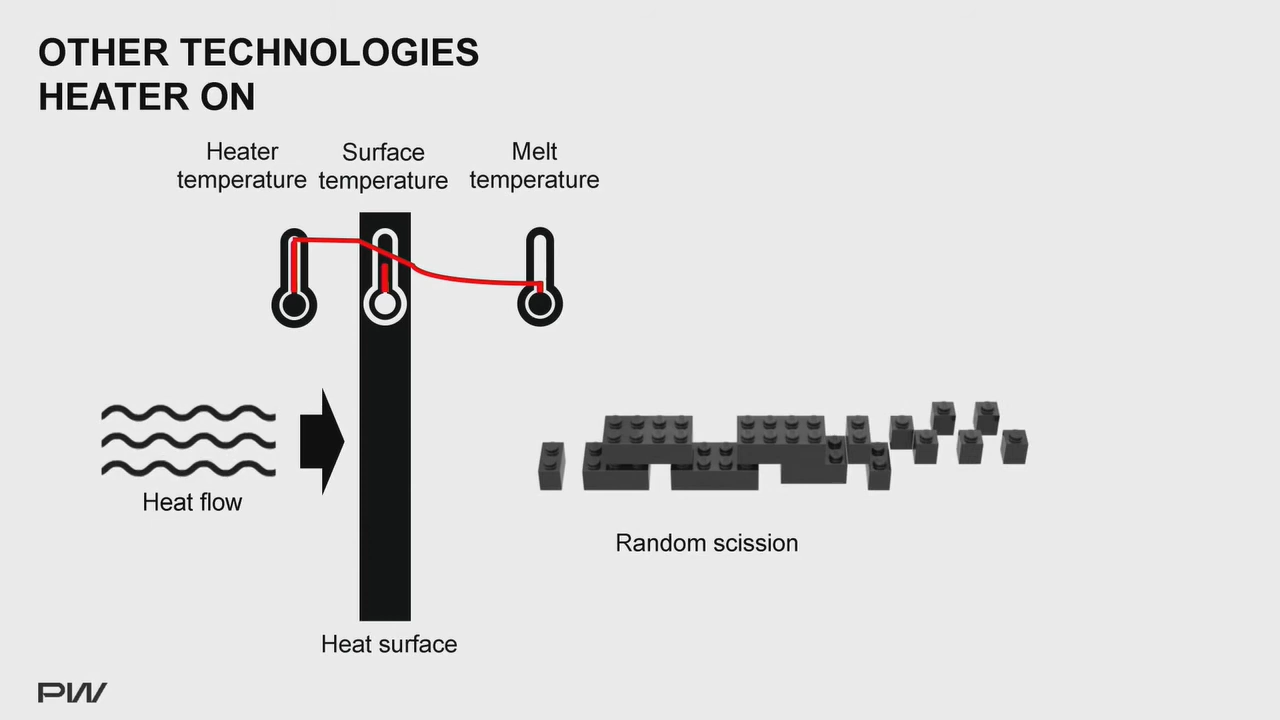 OTHER TECHNOLOGIES
HEATER ON
Heater
temperature
Surface
temperature
Melt
temperature
Heat flow
Random scission
Heat surface
PW